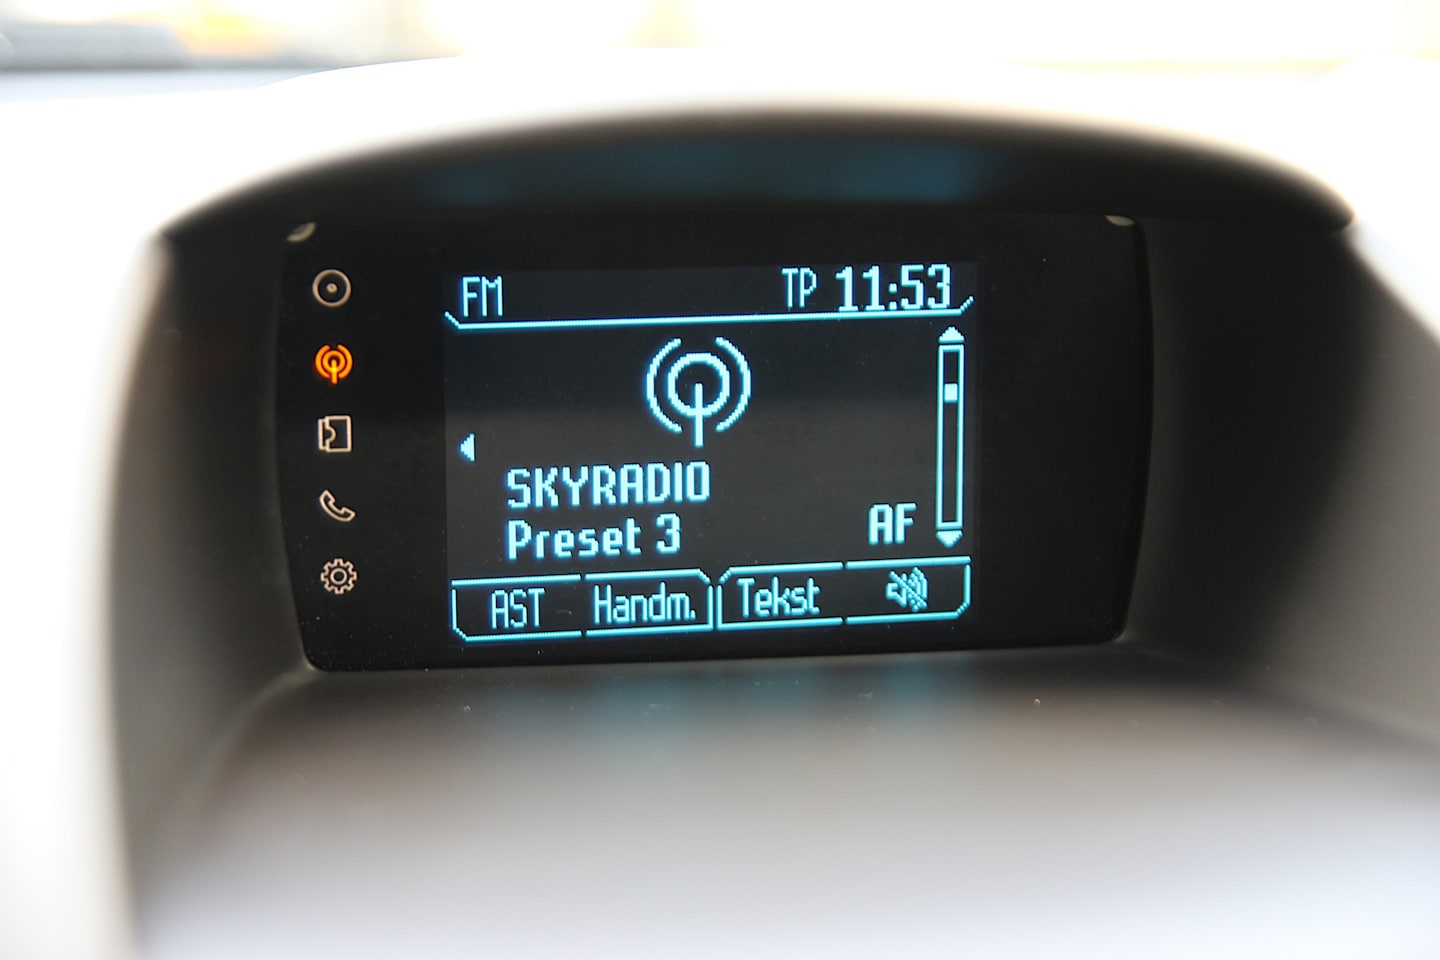 FM TP 11:53
SKYRADIO
Preset 3 AF
AST Handm. Tekst